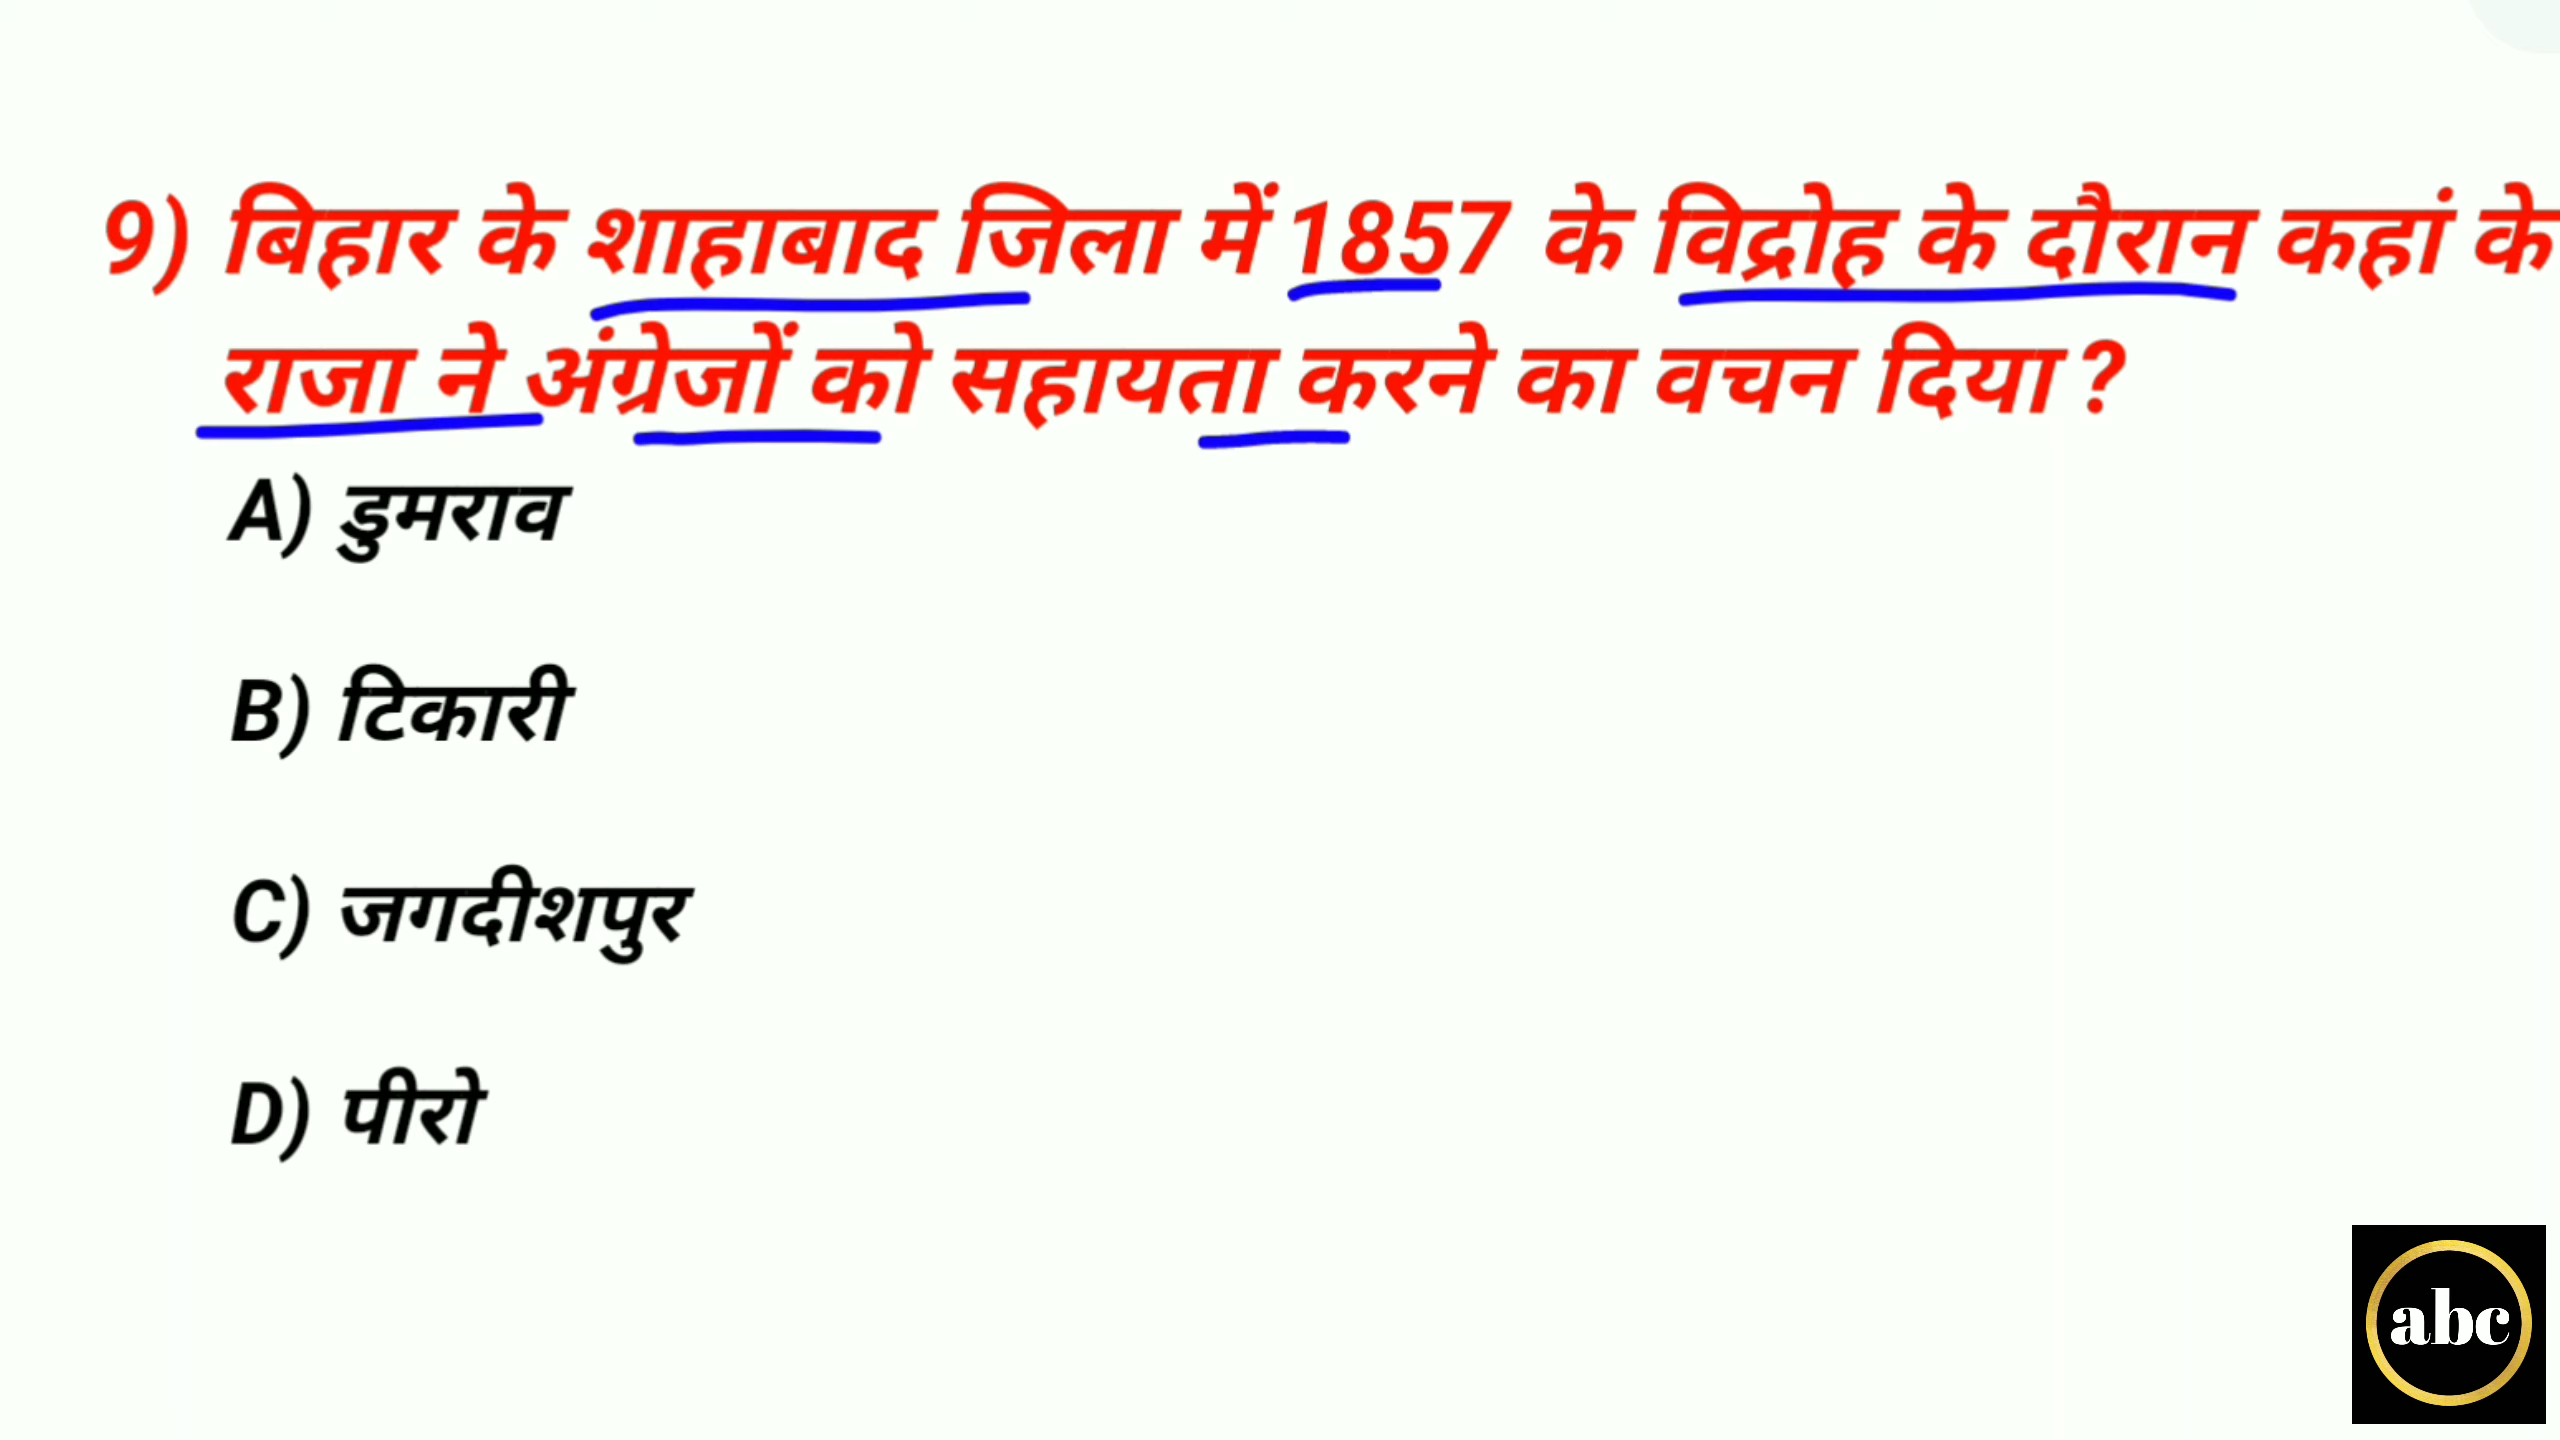 9) बिहार के शाहाबाद जिला में 1857 के विद्रोह के दौरान कहां के
राजा ने अंग्रेजों को सहायता करने का वचन दिया ?
A) डुमराव
B) टिकारी
C) जगदीशपुर
D) पीरो
abc